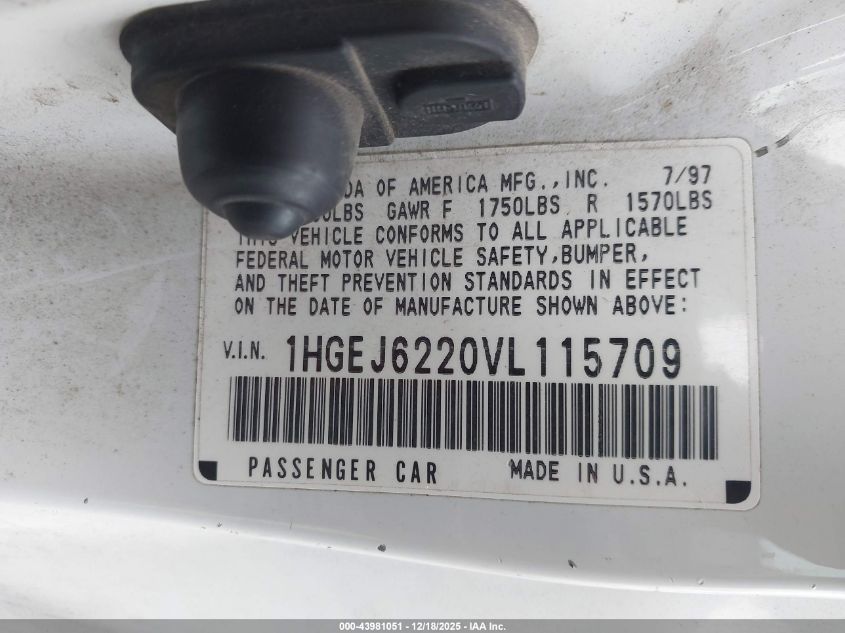 OF AMERICA MFG.,INC. 7/97
GAWR F 1750LBS R 1570LBS
VEHICLE CONFORMS TO ALL APPLICABLE
FEDERAL MOTOR VEHICLE SAFETY,BUMPER,
AND THEFT PREVENTION STANDARDS IN EFFECT
ON THE DATE OF MANUFACTURE SHOWN ABOVE:
V.I.N. 1HGEJ6220VL115709
PASSENGER CAR MADE IN U.S.A.
000-43981051 - 12/18/2025 - IAA Inc.